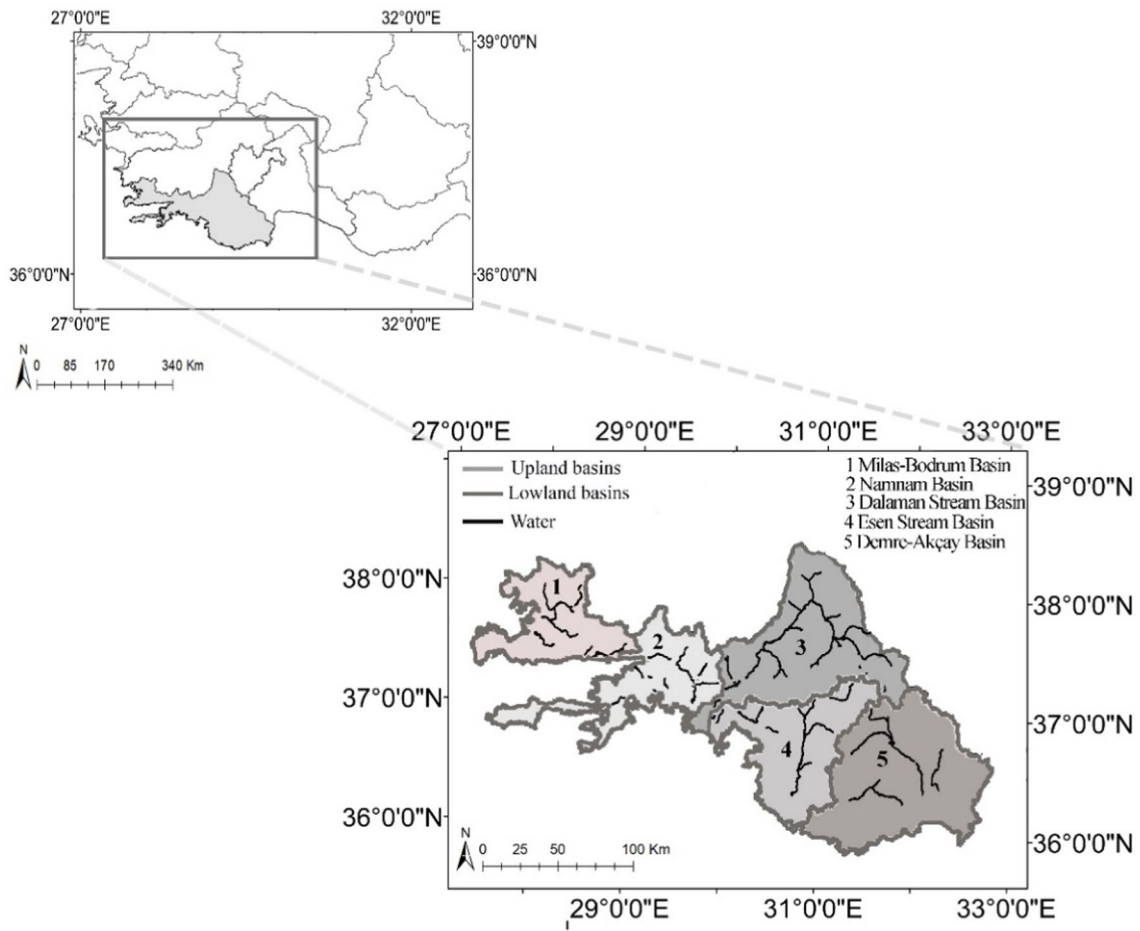 27°0'0"E 32°0'0"E
39°0'0"N
36°0'0"N 36°0'0"N
27°0'0"E 32°0'0"E
N
0 85 170 340 Km
27°0'0"E 29°0'0"E 31°0'0"E 33°0'0"E
Upland basins
Lowland basins
Water
1 Milas-Bodrum Basin
2 Namnam Basin
3 Dalaman Stream Basin
4 Esen Stream Basin
5 Demre-Akçay Basin
39°0'0"N
38°0'0"N 38°0'0"N
1
2
3
37°0'0"N 37°0'0"N
4
5
36°0'0"N 36°0'0"N
N
0 25 50 100 Km
29°0'0"E 31°0'0"E 33°0'0"E